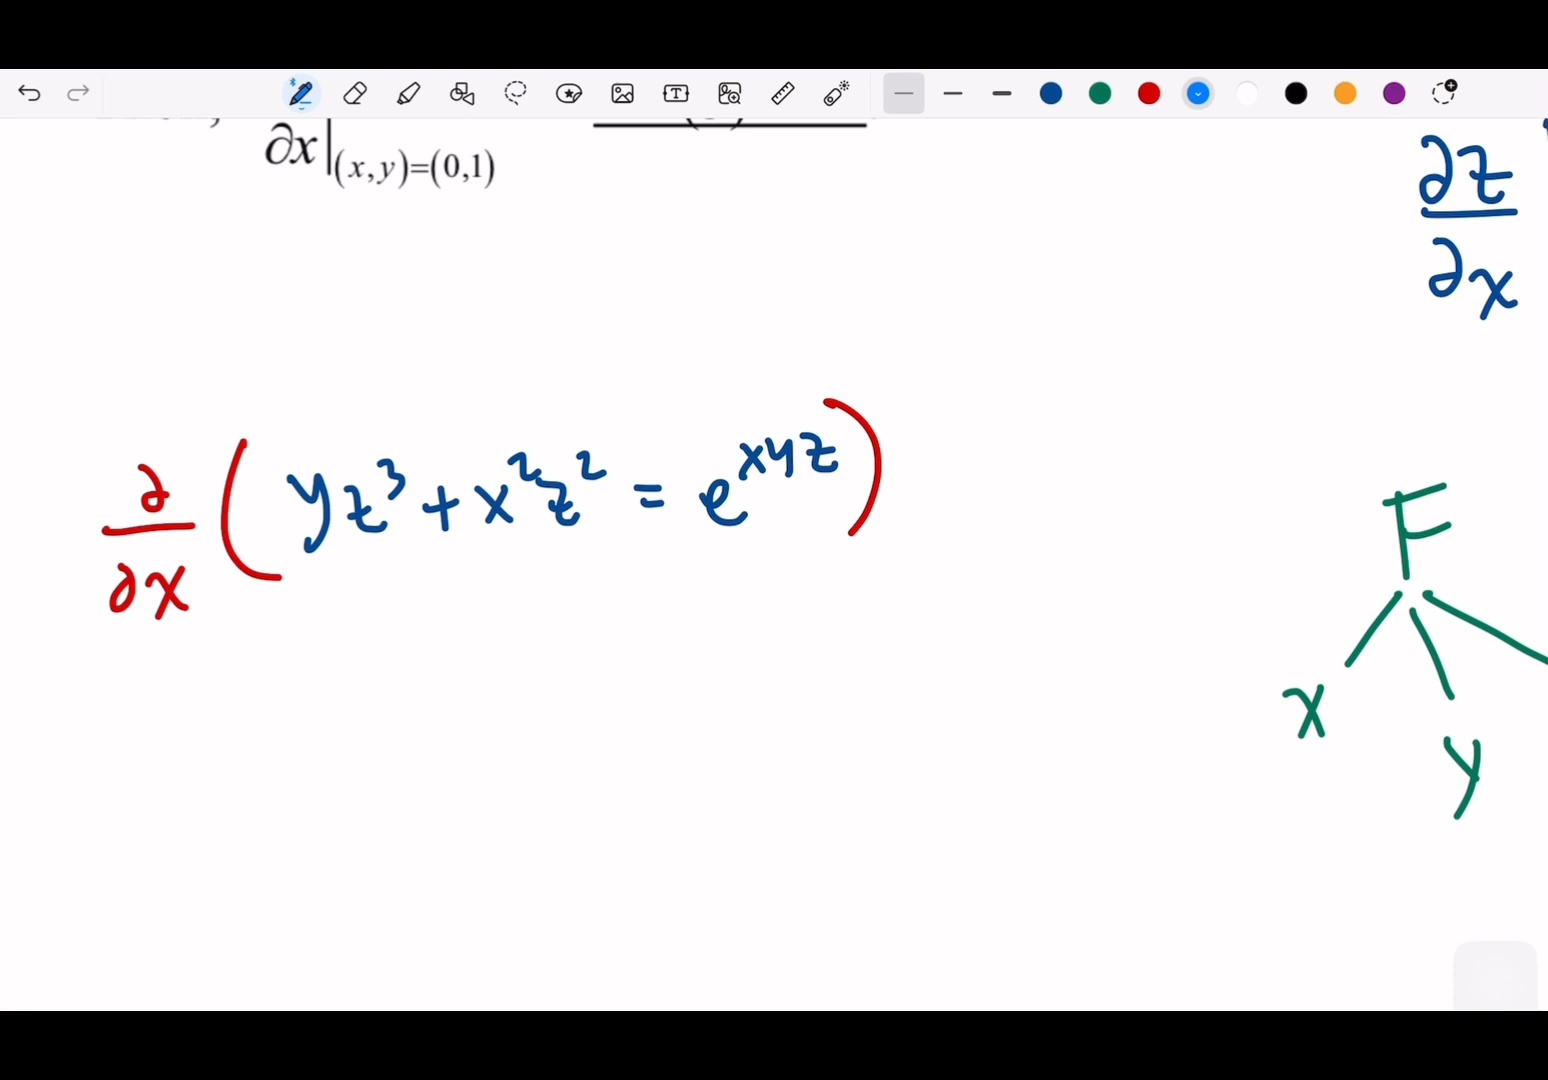 ∂x|(x,y)=(0,1)
∂z
∂x
∂/∂x ( yz³ + x²z² = e^(xyz) )
F
x
y